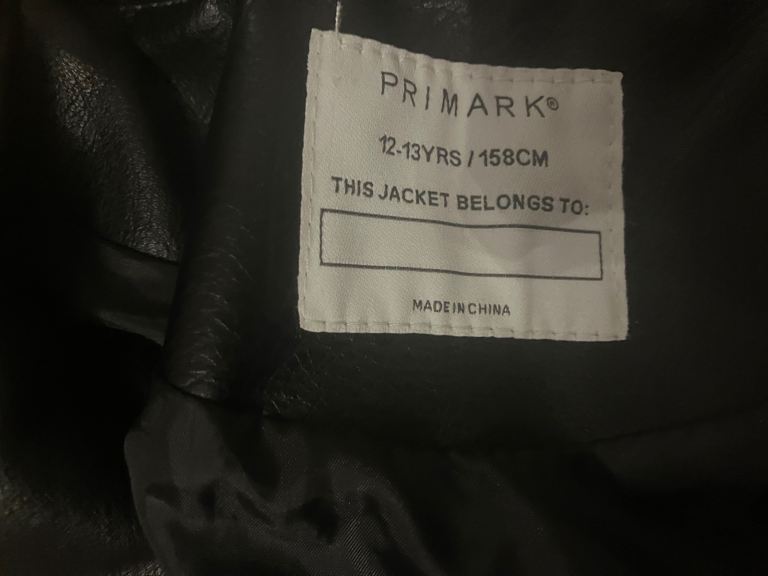 PRIMARK®
12-13YRS / 158CM
THIS JACKET BELONGS TO:
MADE IN CHINA